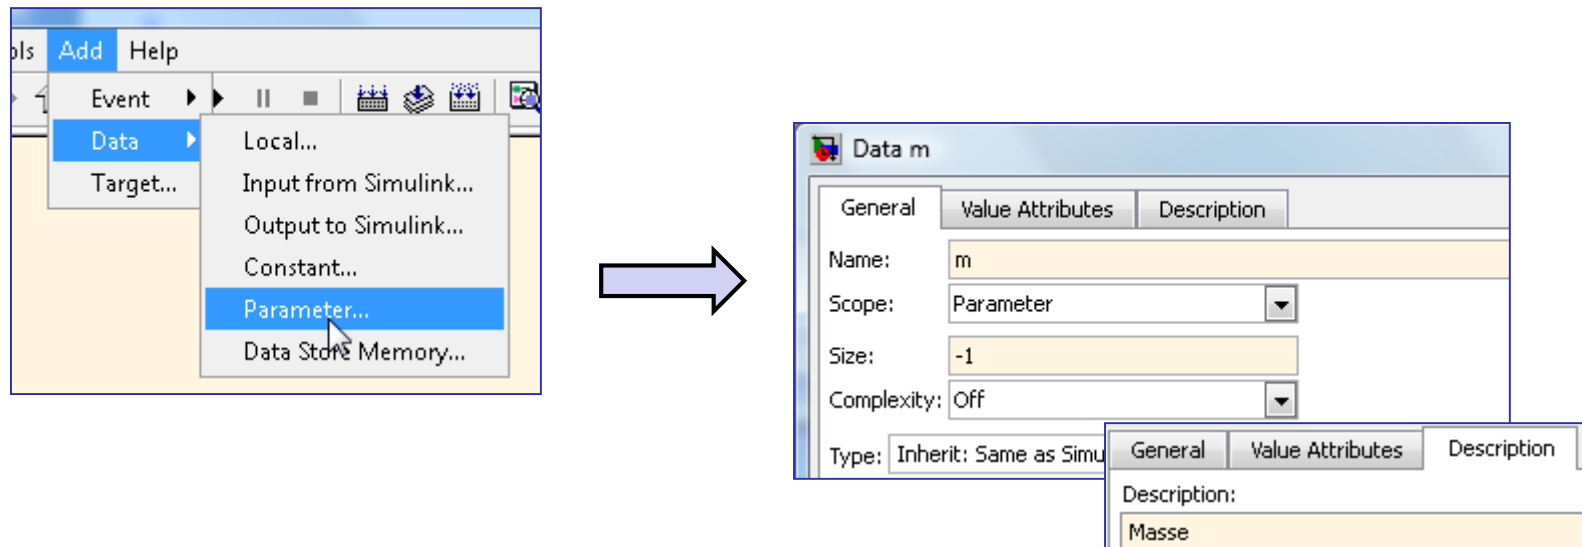 ols Add Help
Event
Data
Target...
Local...
Input from Simulink...
Output to Simulink...
Constant...
Parameter...
Data Store Memory...
Data m
General Value Attributes Description
Name: m
Scope: Parameter
Size: -1
Complexity: Off
Type: Inherit: Same as Simu
General Value Attributes Description
Description:
Masse